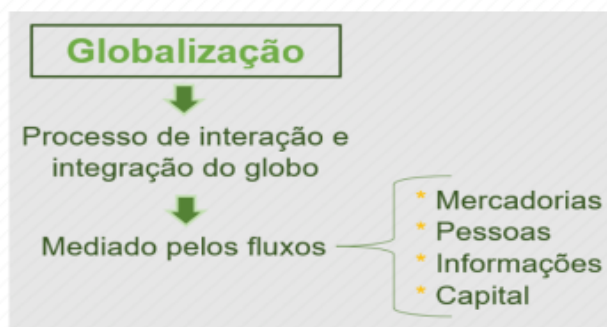 Globalização
Processo de interação e
integração do globo
Mediado pelos fluxos
* Mercadorias
* Pessoas
* Informações
* Capital